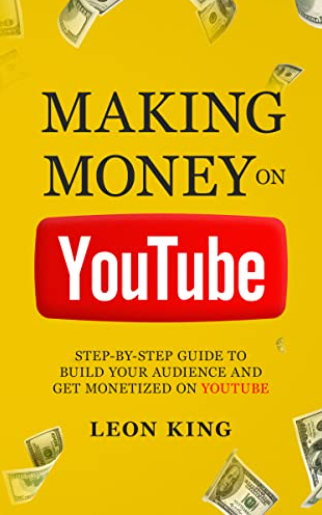 MAKING
MONEY ON
YouTube
STEP-BY-STEP GUIDE TO
BUILD YOUR AUDIENCE AND
GET MONETIZED ON YOUTUBE
LEON KING